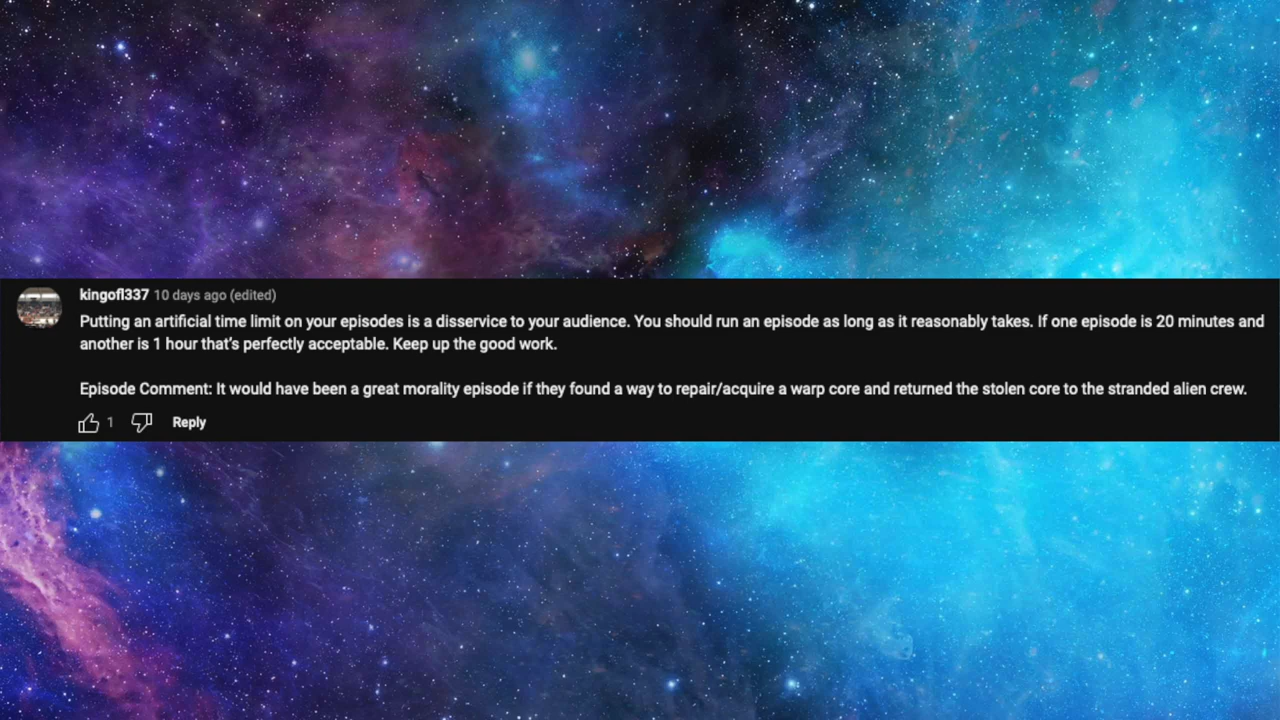 kingofl337 10 days ago (edited)
Putting an artificial time limit on your episodes is a disservice to your audience. You should run an episode as long as it reasonably takes. If one episode is 20 minutes and
another is 1 hour that's perfectly acceptable. Keep up the good work.
Episode Comment: It would have been a great morality episode if they found a way to repair/acquire a warp core and returned the stolen core to the stranded alien crew.
1 Reply